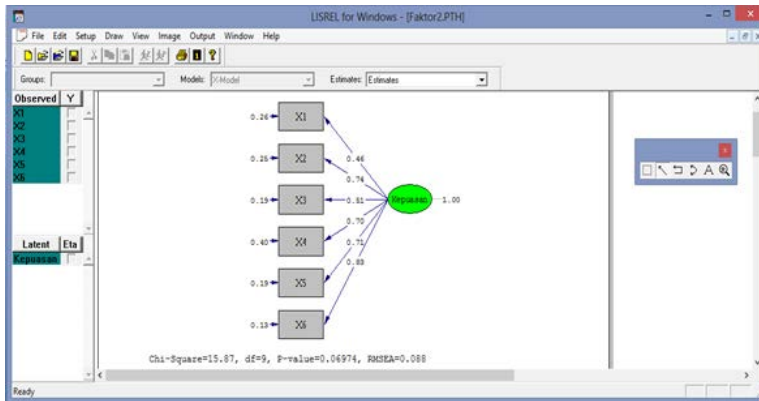 LISREL for Windows - [Faktor2.PTH]
File Edit Setup Draw View Image Output Window Help
Groups: Models: X-Model Estimates: Estimates
Observed Y
X1
X2
X3
X4
X5
X6
Latent Eta
Kepuasan
0.26 X1
0.25 X2
0.19 X3
0.40 X4
0.19 X5
0.13 X6
0.46
0.74
0.81
0.70
0.71
0.83
Kepuasan 1.00
Chi-Square=15.87, df=9, P-value=0.06974, RMSEA=0.088
A
Ready